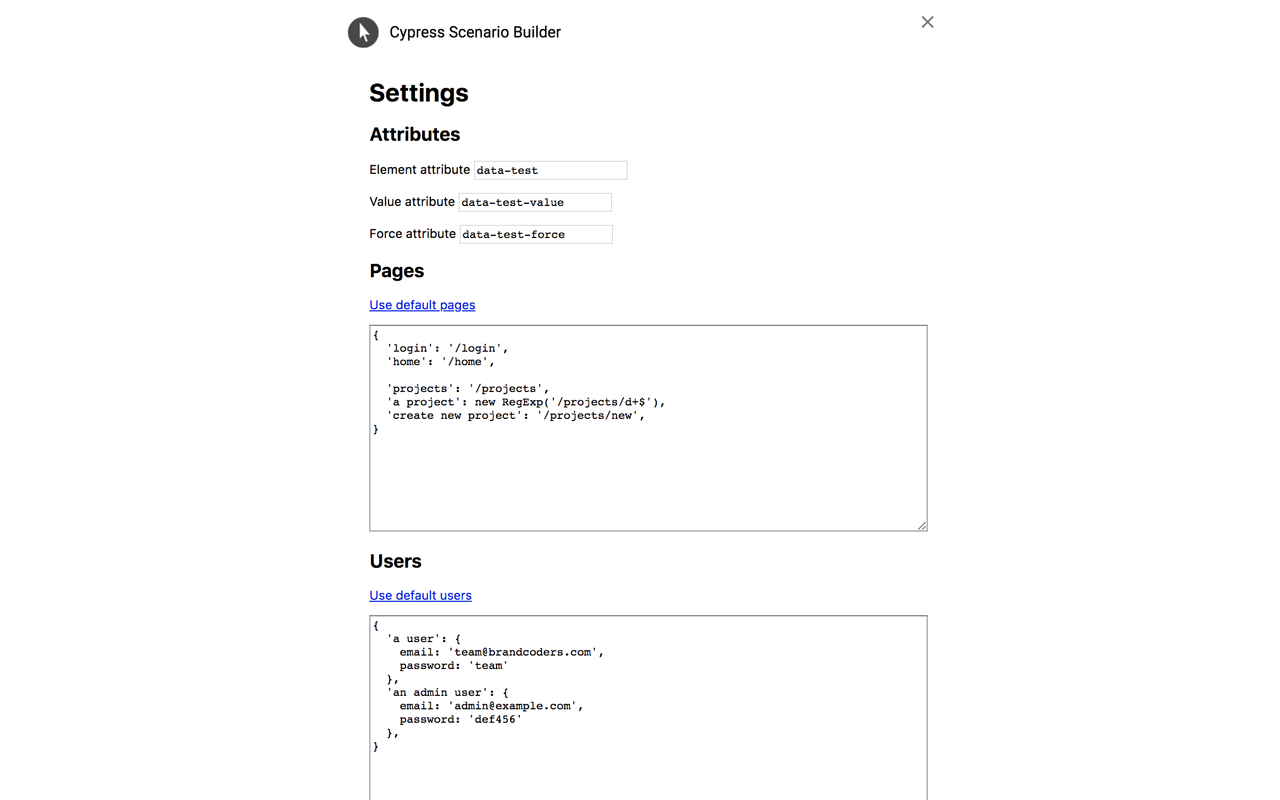 Cypress Scenario Builder
Settings
Attributes
Element attribute data-test
Value attribute data-test-value
Force attribute data-test-force
Pages
Use default pages
{
  'login': '/login',
  'home': '/home',

  'projects': '/projects',
  'a project': new RegExp('/projects/d+$'),
  'create new project': '/projects/new',
}
Users
Use default users
{
  'a user': {
    email: 'team@brandcoders.com',
    password: 'team'
  },
  'an admin user': {
    email: 'admin@example.com',
    password: 'def456'
  },
}